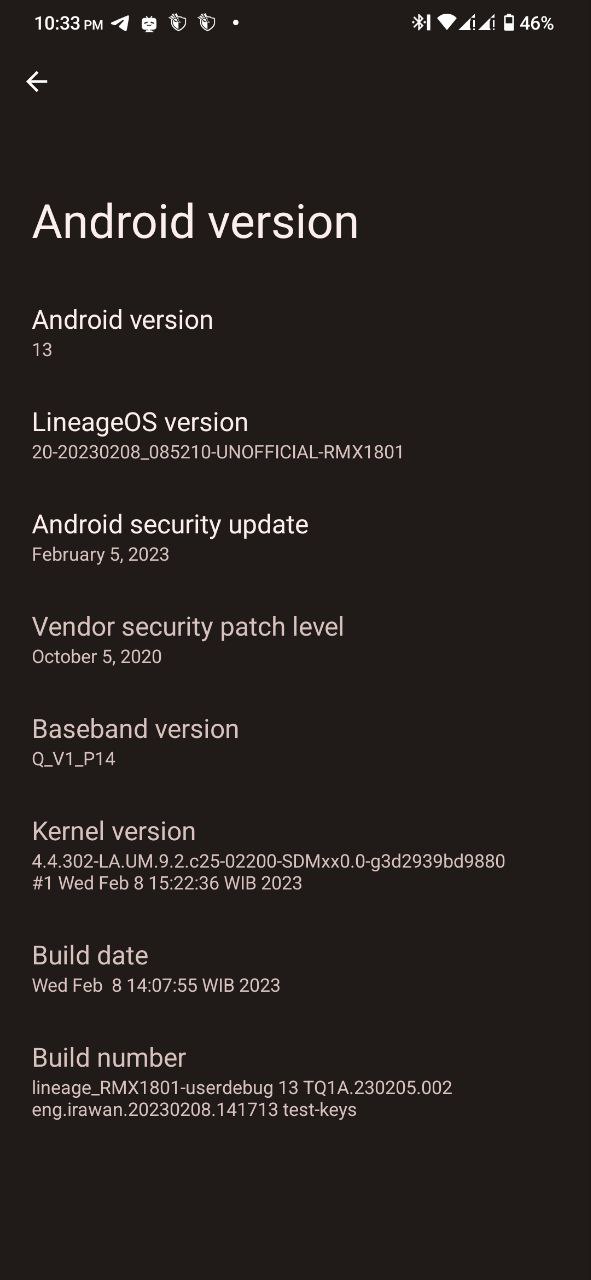 10:33 PM
46%
Android version
Android version
13
LineageOS version
20-20230208_085210-UNOFFICIAL-RMX1801
Android security update
February 5, 2023
Vendor security patch level
October 5, 2020
Baseband version
Q_V1_P14
Kernel version
4.4.302-LA.UM.9.2.c25-02200-SDMxx0.0-g3d2939bd9880
#1 Wed Feb 8 15:22:36 WIB 2023
Build date
Wed Feb  8 14:07:55 WIB 2023
Build number
lineage_RMX1801-userdebug 13 TQ1A.230205.002
eng.irawan.20230208.141713 test-keys